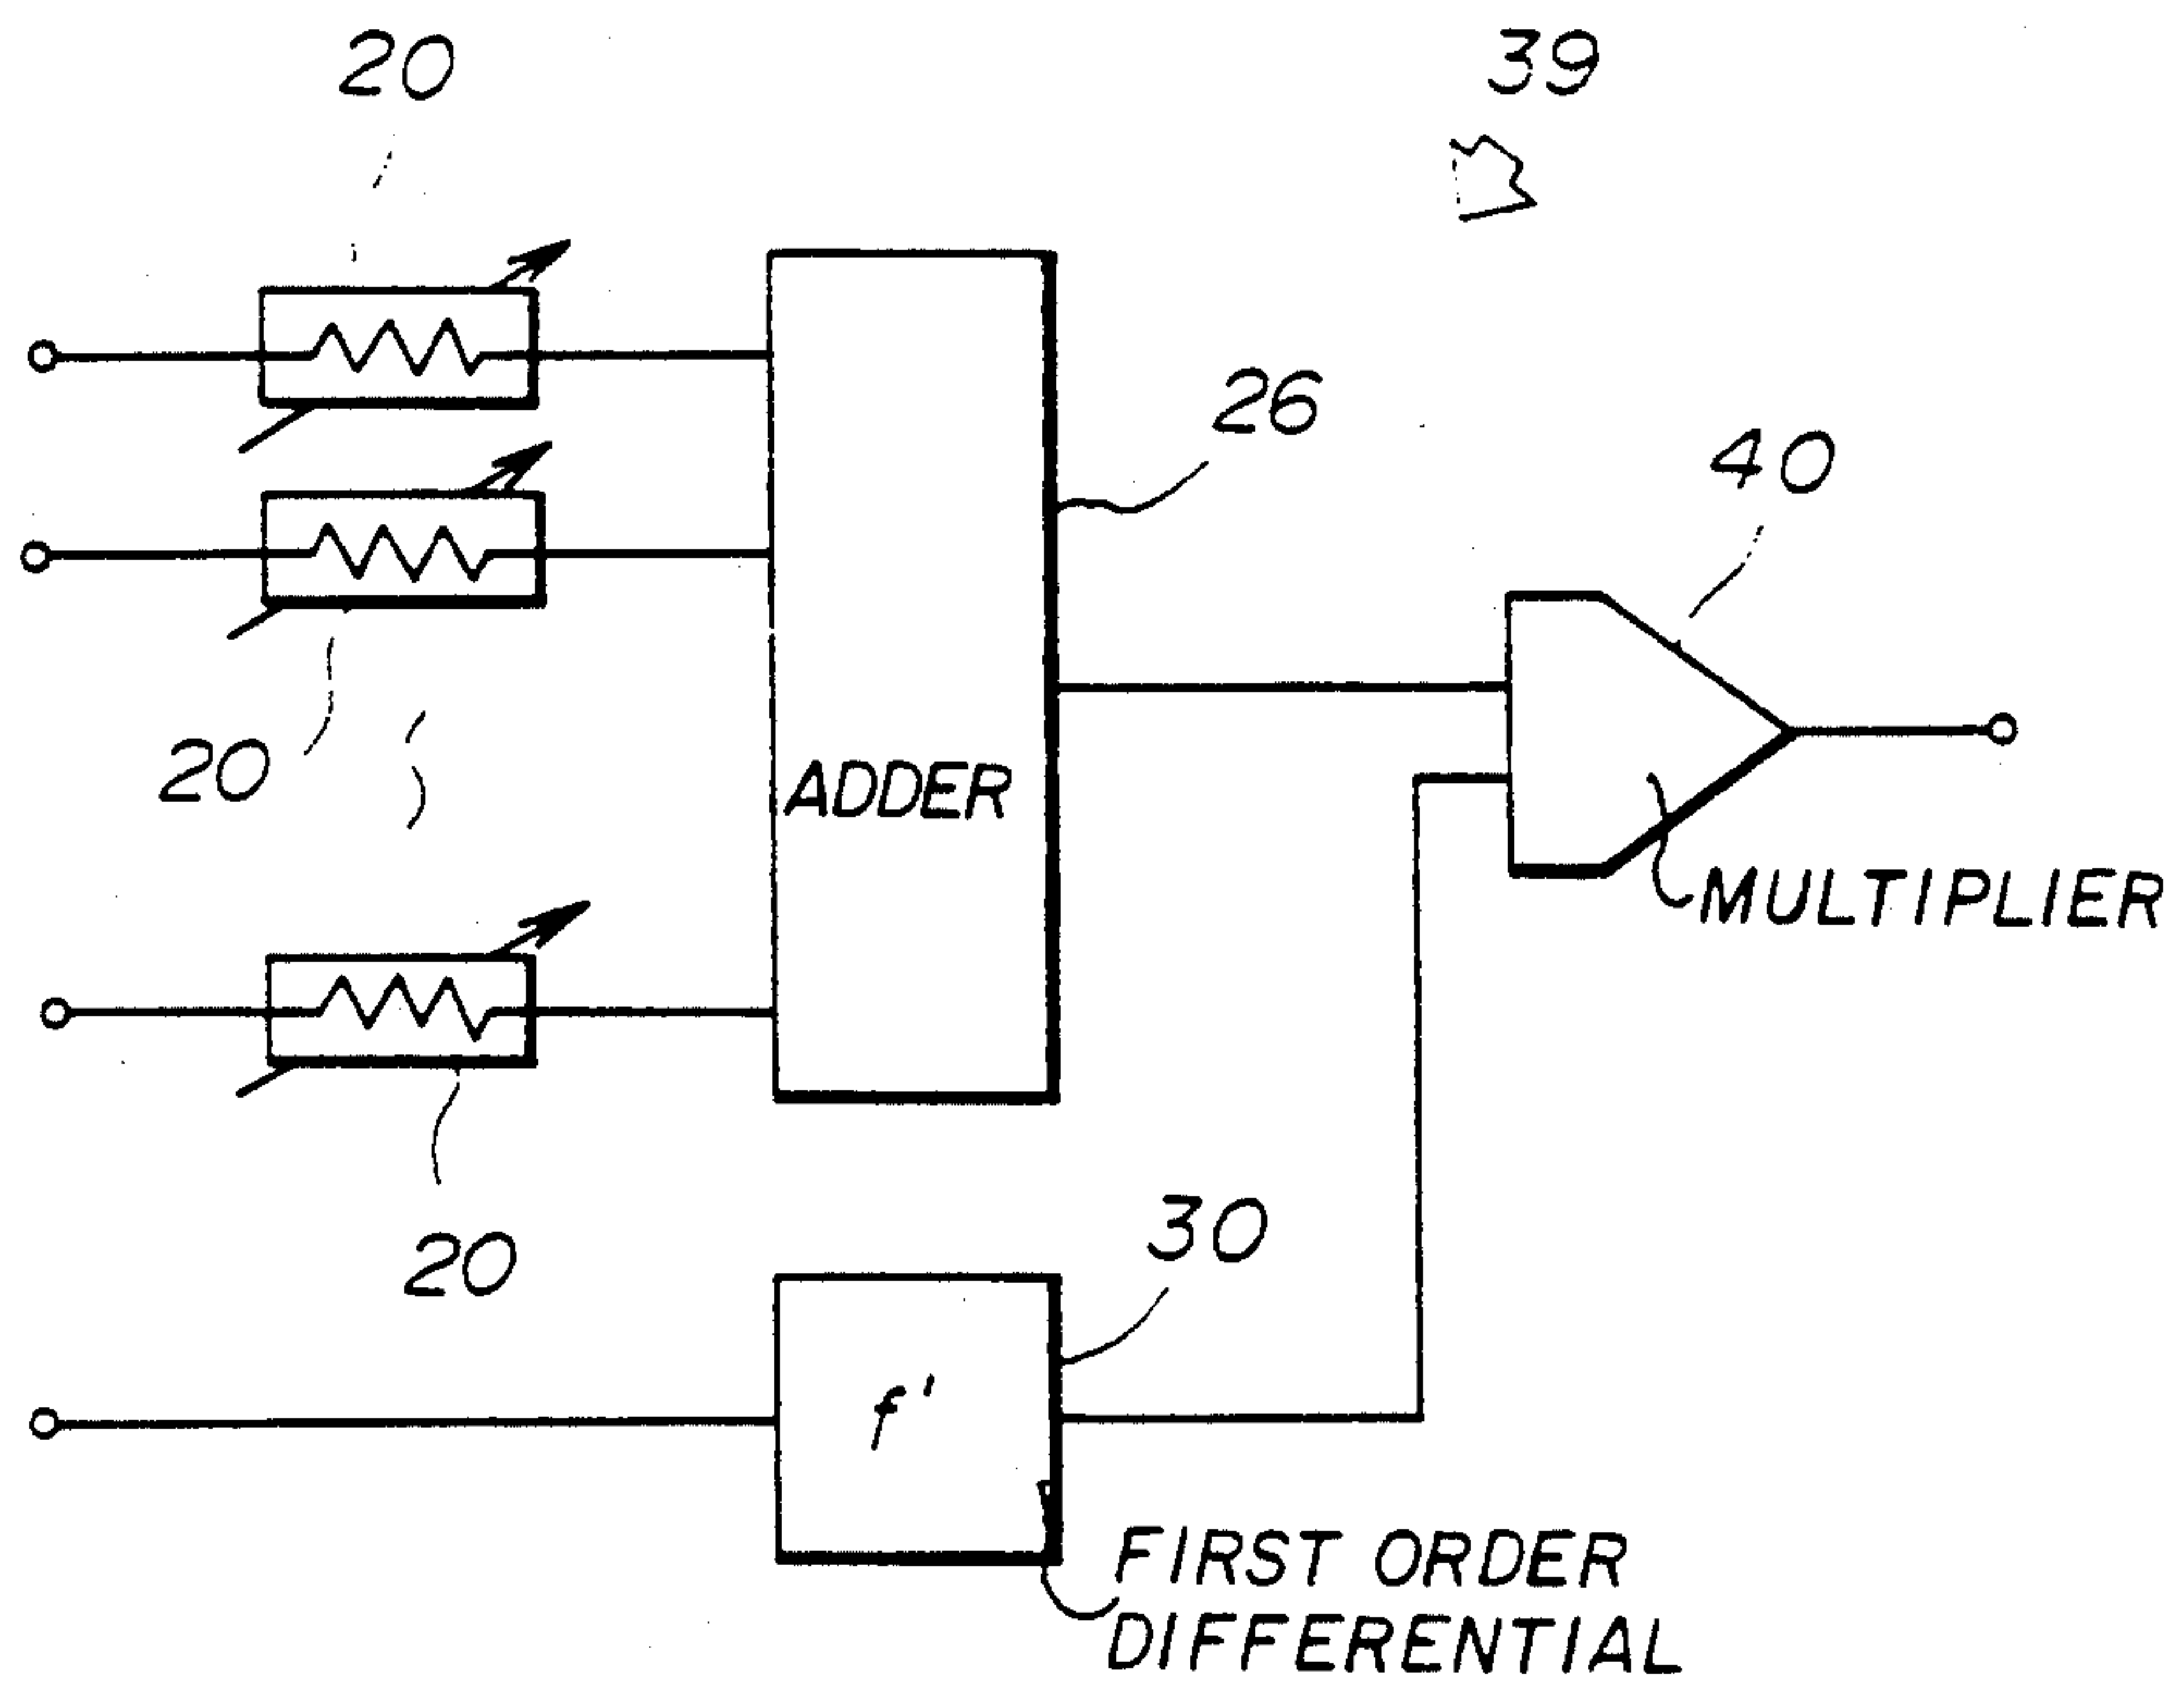 20
39
26
40
20
ADDER
MULTIPLIER
20
30
f'
FIRST ORDER
DIFFERENTIAL